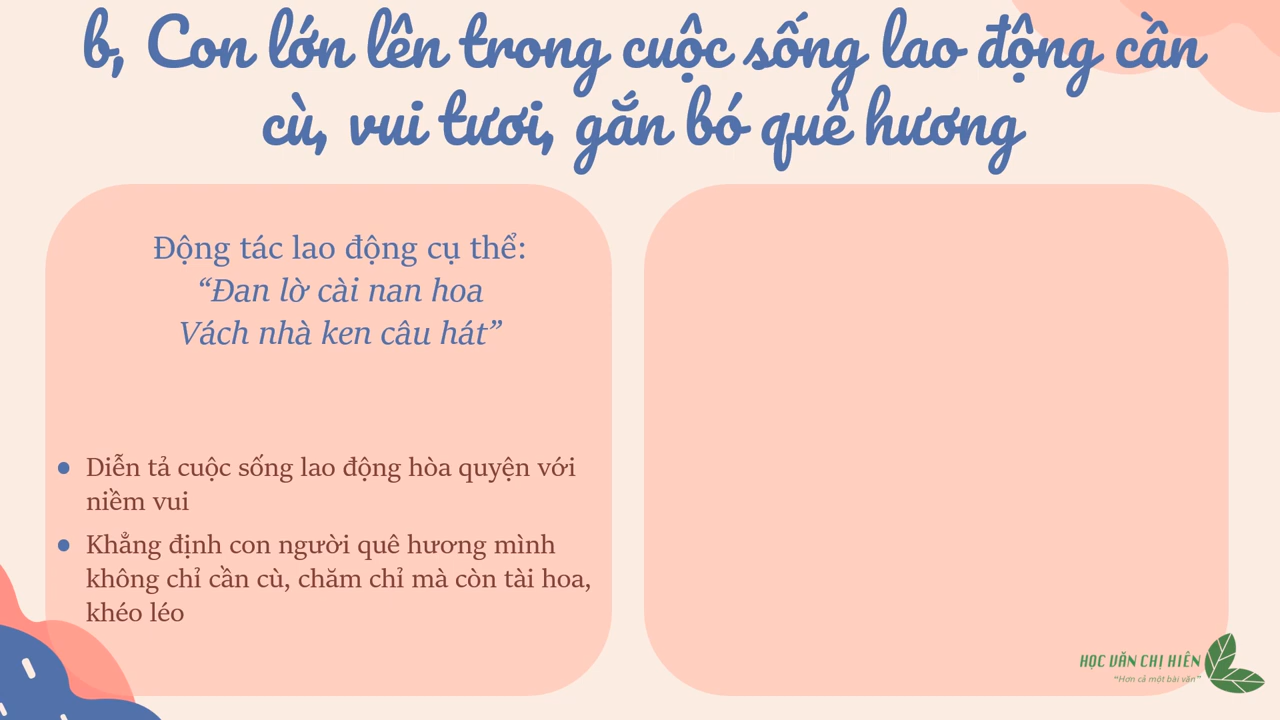 b, Con lớn lên trong cuộc sống lao động cần
cù, vui tươi, gắn bó quê hương
Động tác lao động cụ thể:
“Đan lờ cài nan hoa
Vách nhà ken câu hát”
• Diễn tả cuộc sống lao động hòa quyện với
niềm vui
• Khẳng định con người quê hương mình
không chỉ cần cù, chăm chỉ mà còn tài hoa,
khéo léo
HỌC VĂN CHỊ HIÊN
“Hơn cả một bài văn”